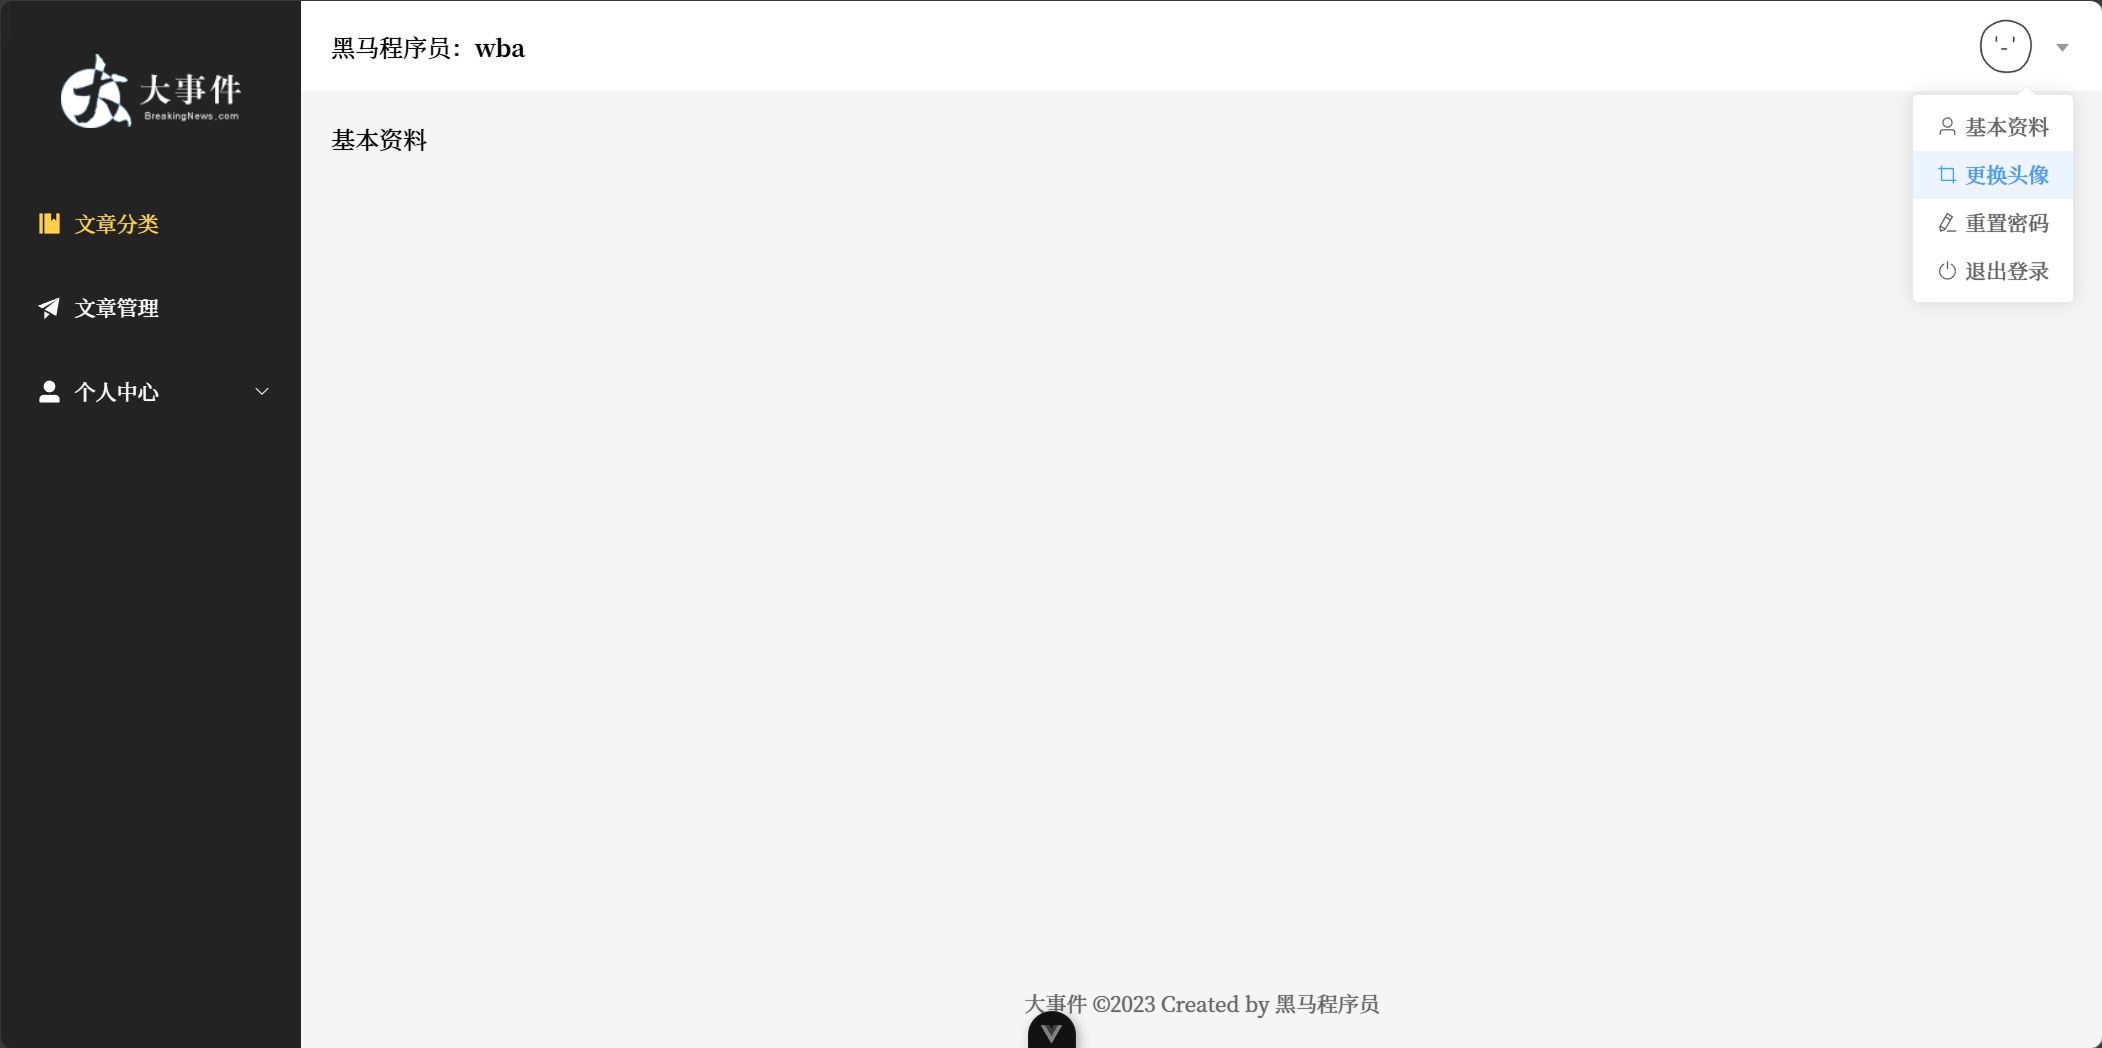 大事件
BreakingNews.com
文章分类
文章管理
个人中心
黑马程序员：wba
基本资料
基本资料
更换头像
重置密码
退出登录
大事件 ©2023 Created by 黑马程序员